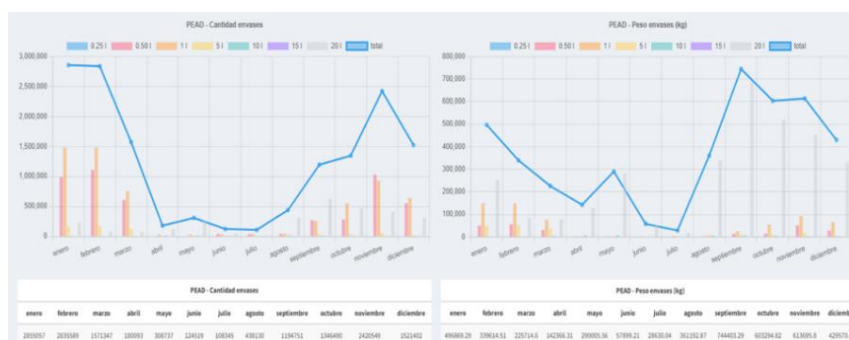 PEAD - Cantidad envases
0.25 l 0.50 l 1 l 5 l 10 l 15 l 20 l total
3,000,000
2,500,000
2,000,000
1,500,000
1,000,000
500,000
0
enero febrero marzo abril mayo junio julio agosto septiembre octubre noviembre diciembre
PEAD - Cantidad envases
enero febrero marzo abril mayo junio julio agosto septiembre octubre noviembre diciembre
2835589 1571347 180093 308737 124519 108345 438130 1194751 1346490 2420549 1521402
PEAD - Peso envases (kg)
0.25 l 0.50 l 1 l 5 l 10 l 15 l 20 l total
800,000
700,000
600,000
500,000
400,000
300,000
200,000
100,000
0
enero febrero marzo abril mayo junio julio agosto septiembre octubre noviembre diciembre
PEAD - Peso envases (kg)
enero febrero marzo abril mayo junio julio agosto septiembre octubre noviembre diciemb
496669.29 339614.51 225714.6 142366.31 290005.56 57899.21 28630.04 361192.87 744403.29 603294.82 613695.8 429570.